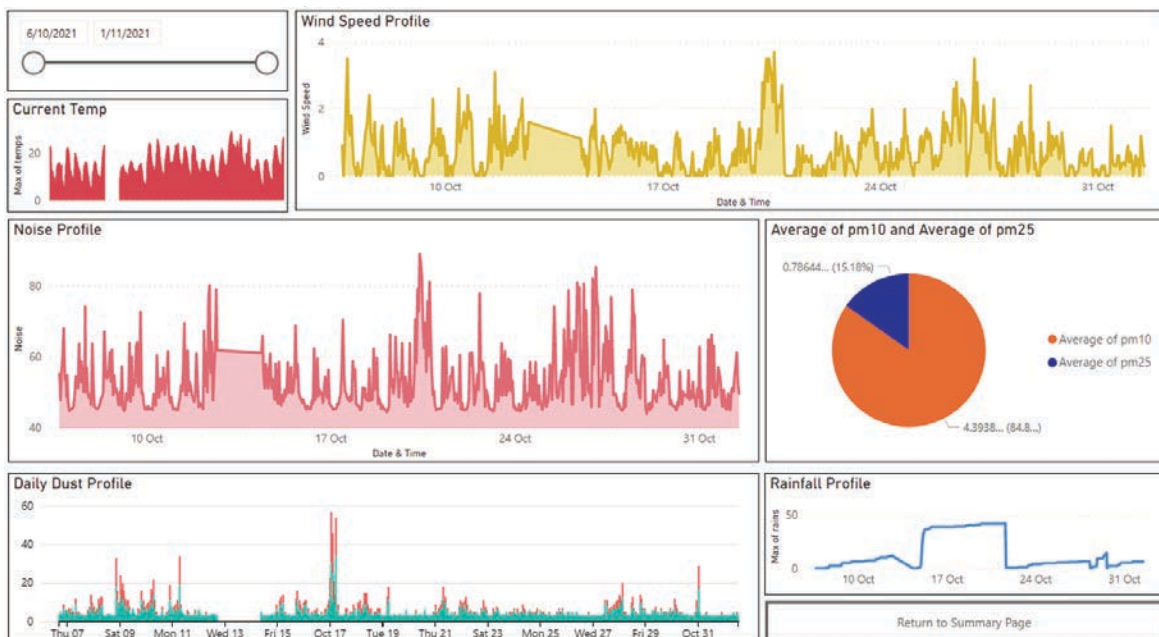 6/10/2021 1/11/2021
Wind Speed Profile
4
2
0
Wind Speed
10 Oct 17 Oct 24 Oct 31 Oct
Date & Time
Current Temp
20
0
Max of temps
Noise Profile
80
60
40
Noise
10 Oct 17 Oct 24 Oct 31 Oct
Date & Time
Average of pm10 and Average of pm25
0.78644... (15.18%)
Average of pm10
Average of pm25
4.3938... (84.8...)
Daily Dust Profile
60
40
20
0
Thu 07 Sat 09 Mon 11 Wed 13 Fri 15 Oct 17 Tue 19 Thu 21 Sat 23 Mon 25 Wed 27 Fri 29 Oct 31
Rainfall Profile
50
0
Max of rains
10 Oct 17 Oct 24 Oct 31 Oct
Return to Summary Page